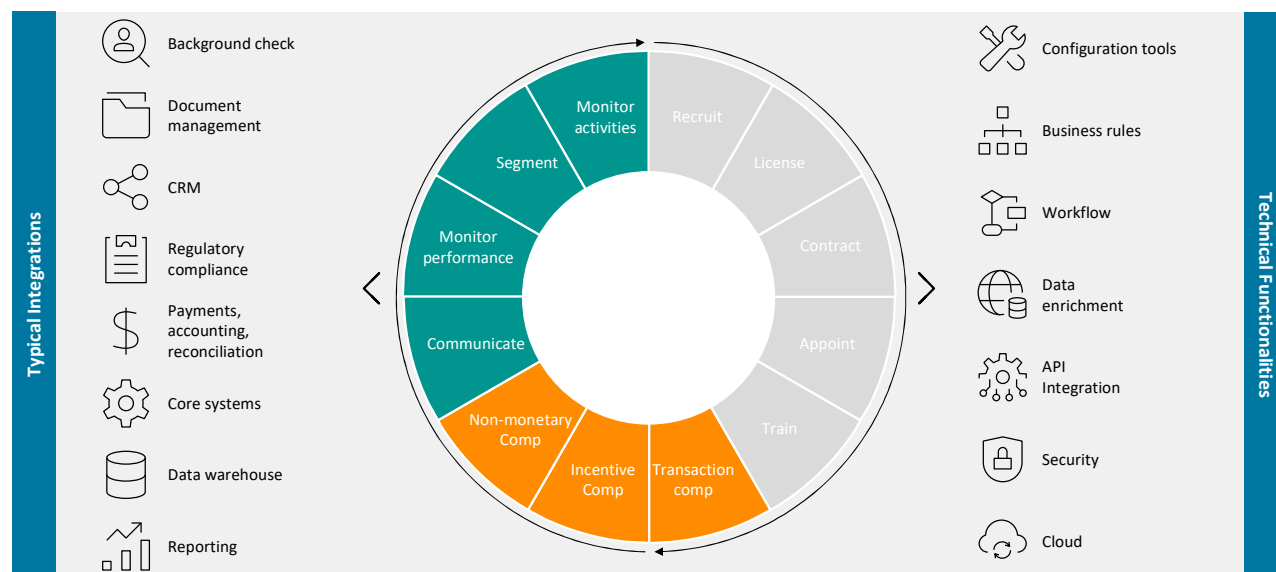 Typical Integrations
Background check
Document
management
CRM
Regulatory
compliance
Payments,
accounting,
reconciliation
Core systems
Data warehouse
Reporting
Monitor
activities
Recruit
Segment
License
Monitor
performance
Contract
Communicate
Appoint
Non-monetary
Comp
Train
Incentive
Comp
Transaction
comp
Configuration tools
Business rules
Workflow
Data
enrichment
API
Integration
Security
Cloud
Technical Functionalities